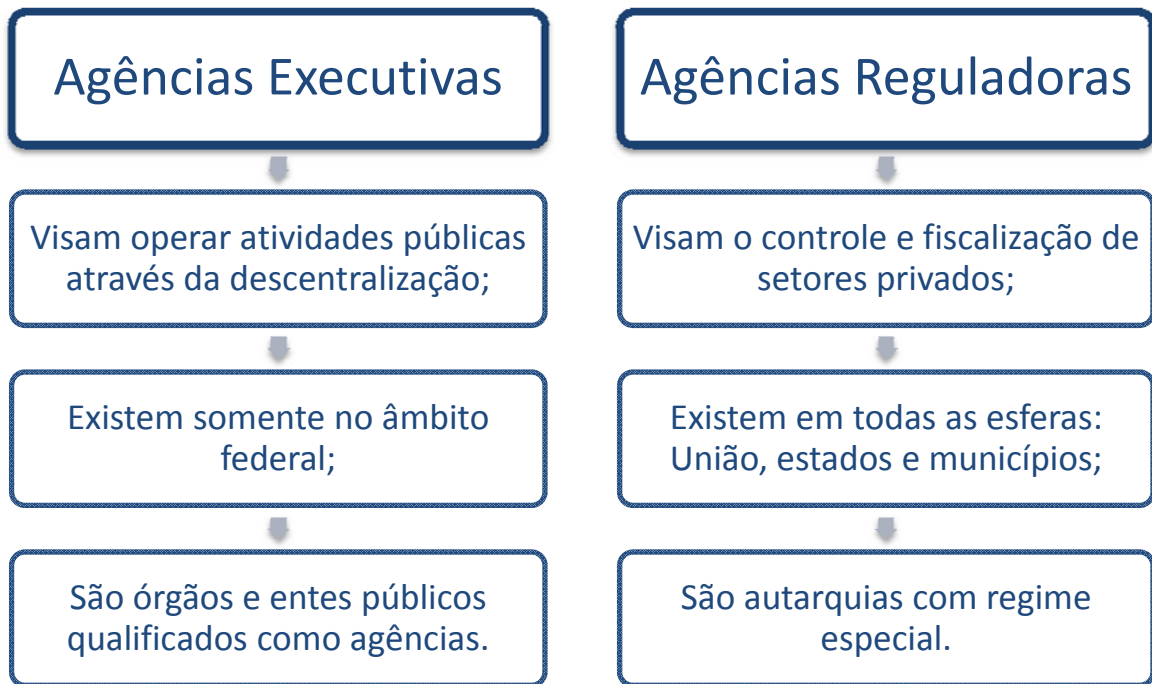 Agências Executivas
Visam operar atividades públicas
através da descentralização;
Existem somente no âmbito
federal;
São órgãos e entes públicos
qualificados como agências.
Agências Reguladoras
Visam o controle e fiscalização de
setores privados;
Existem em todas as esferas:
União, estados e municípios;
São autarquias com regime
especial.